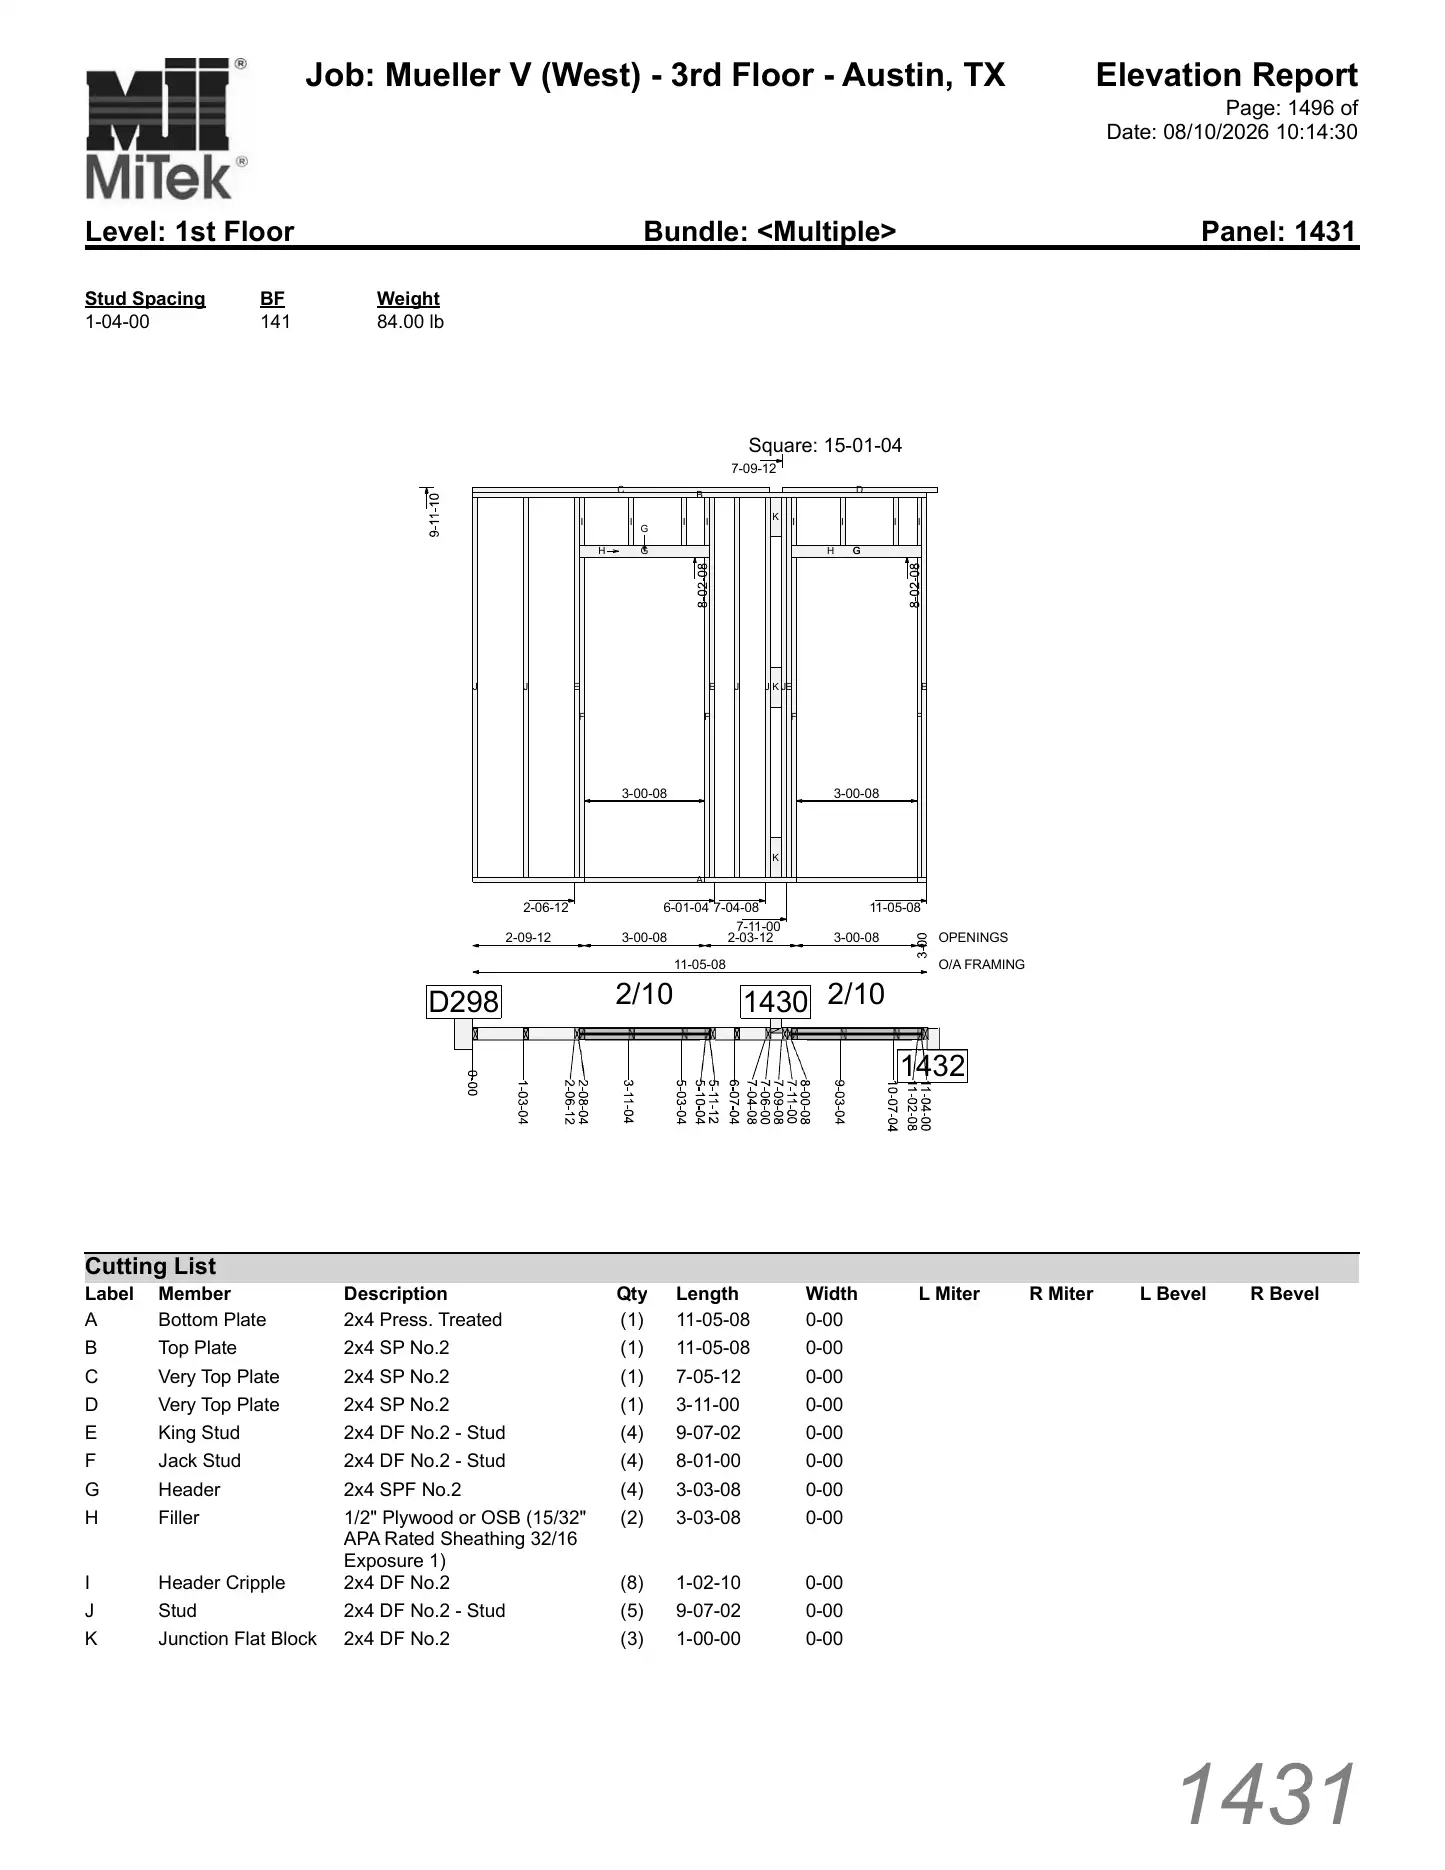 Job: Mueller V (West) - 3rd Floor - Austin, TX
Elevation Report
Page: 1496 of
Date: 08/10/2026 10:14:30
MiTek®
Level: 1st Floor Bundle: <Multiple> Panel: 1431
Stud Spacing BF Weight
1-04-00 141 84.00 lb
Square: 15-01-04
7-09-12
9-11-10
C B D
I I I I K I I I I
G
H G H G
8-02-08 8-02-08
J J E E J J K J E E
F F F F
3-00-08 3-00-08
K
A
2-06-12 6-01-04 7-04-08 11-05-08
7-11-00
2-09-12 3-00-08 2-03-12 3-00-08 3-00 OPENINGS
11-05-08 O/A FRAMING
D298 2/10 1430 2/10
1432
0-00 1-03-04 2-06-12 2-08-04 3-11-04 5-03-04 5-10-04 5-11-12 6-07-04 7-04-08 7-06-00 7-09-08 7-11-00 8-00-08 9-03-04 10-07-04 11-02-08 11-04-00
Cutting List
Label Member Description Qty Length Width L Miter R Miter L Bevel R Bevel
A Bottom Plate 2x4 Press. Treated (1) 11-05-08 0-00
B Top Plate 2x4 SP No.2 (1) 11-05-08 0-00
C Very Top Plate 2x4 SP No.2 (1) 7-05-12 0-00
D Very Top Plate 2x4 SP No.2 (1) 3-11-00 0-00
E King Stud 2x4 DF No.2 - Stud (4) 9-07-02 0-00
F Jack Stud 2x4 DF No.2 - Stud (4) 8-01-00 0-00
G Header 2x4 SPF No.2 (4) 3-03-08 0-00
H Filler 1/2" Plywood or OSB (15/32" (2) 3-03-08 0-00
APA Rated Sheathing 32/16
Exposure 1)
I Header Cripple 2x4 DF No.2 (8) 1-02-10 0-00
J Stud 2x4 DF No.2 - Stud (5) 9-07-02 0-00
K Junction Flat Block 2x4 DF No.2 (3) 1-00-00 0-00
1431